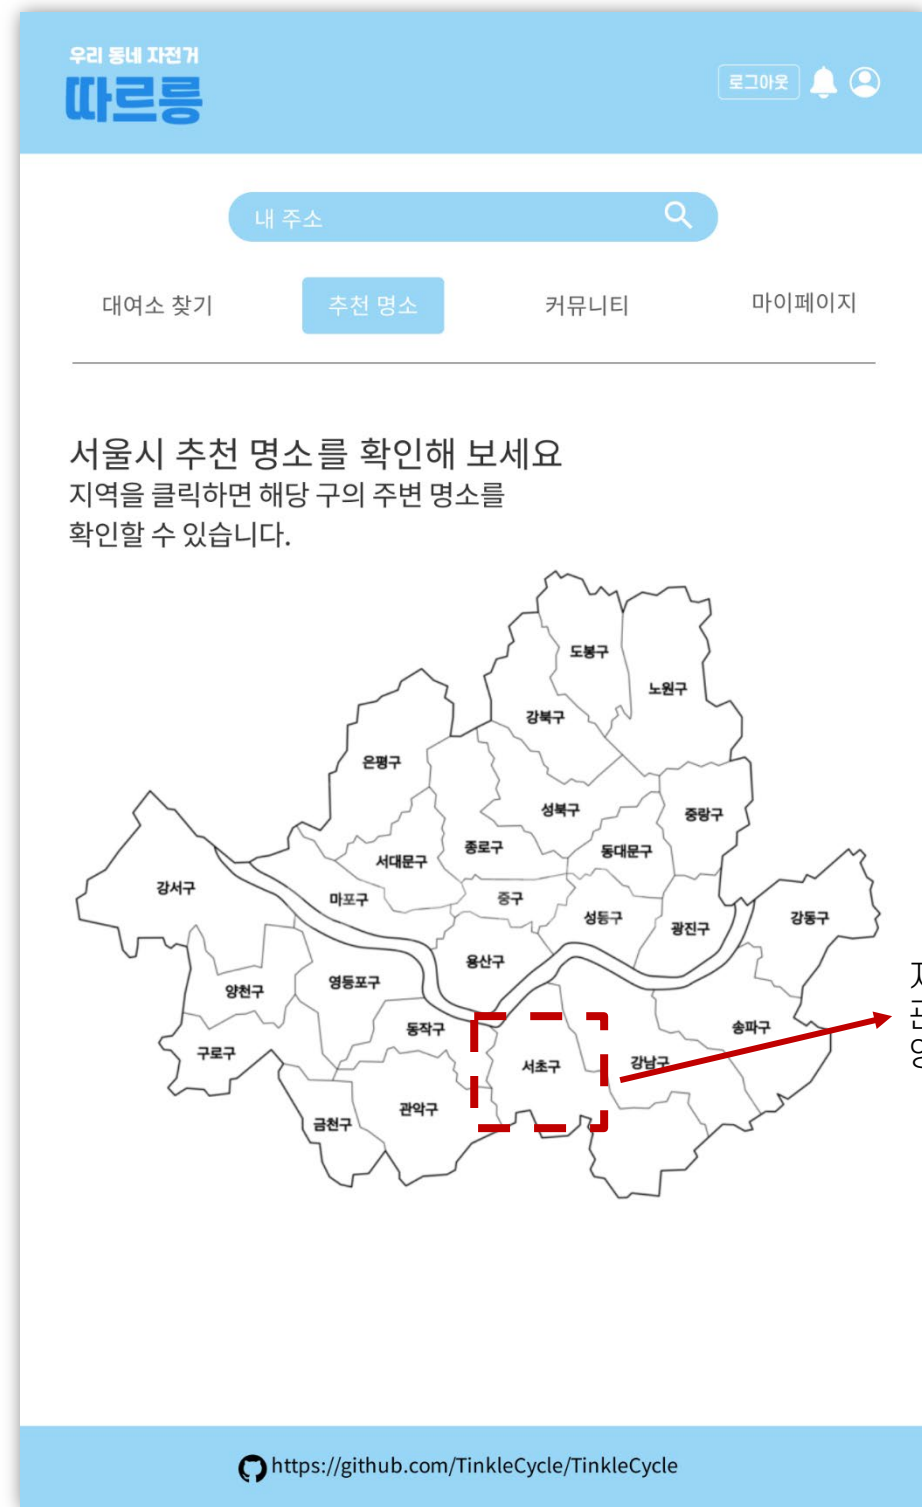 우리 동네 자전거
따르릉
로그아웃
내 주소
대여소 찾기
추천 명소
커뮤니티
마이페이지
서울시 추천 명소를 확인해 보세요
지역을 클릭하면 해당 구의 주변 명소를
확인할 수 있습니다.
도봉구
노원구
강북구
은평구
성북구
중랑구
종로구
동대문구
서대문구
강서구
마포구
중구
성동구
광진구
강동구
용산구
영등포구
양천구
동작구
송파구
구로구
서초구
강남구
관악구
금천구
https://github.com/TinkleCycle/TinkleCycle